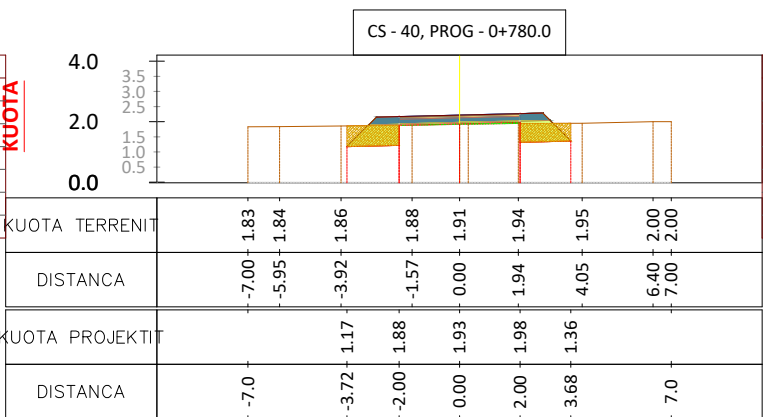 CS - 40, PROG - 0+780.0
KUOTA
4.0
3.5
3.0
2.5
2.0
1.5
1.0
0.5
0.0
KUOTA TERRENIT 1.83 1.84 1.86 1.88 1.91 1.94 1.95 2.00 2.00
DISTANCA -7.00 -5.95 -3.92 -1.57 0.00 1.94 4.05 6.40 7.00
KUOTA PROJEKTIT 1.17 1.88 1.93 1.98 1.36
DISTANCA -7.0 -3.72 -2.00 0.00 2.00 3.68 7.0